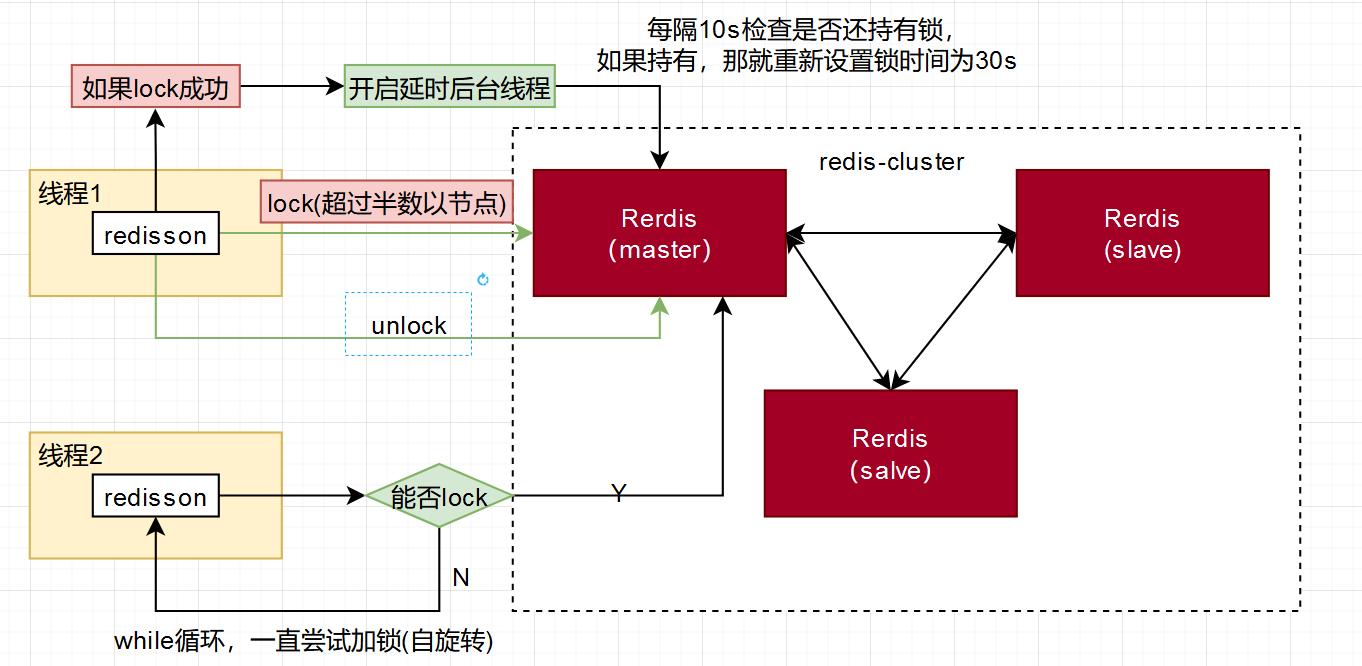 每隔10s检查是否还持有锁，
如果持有，那就重新设置锁时间为30s
如果lock成功
开启延时后台线程
redis-cluster
线程1
redisson
lock(超过半数以节点)
Rerdis
（master）
Rerdis
(slave)
unlock
Rerdis
（salve）
线程2
redisson
能否lock
Y
N
while循环，一直尝试加锁(自旋转)